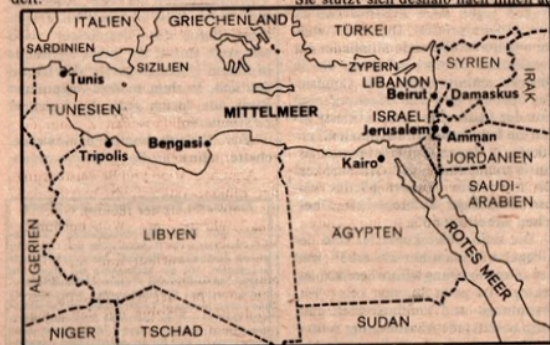 ITALIEN
GRIECHENLAND
TÜRKEI
SARDINIEN
SIZILIEN
ZYPERN
SYRIEN
IRAK
LIBANON
Tunis
Beirut
Damaskus
TUNESIEN
MITTELMEER
ISRAEL
Jerusalem
Amman
Tripolis
Bengasi
Kairo
JORDANIEN
SAUDI-
ARABIEN
ALGERIEN
LIBYEN
ÄGYPTEN
ROTES MEER
NIGER
TSCHAD
SUDAN